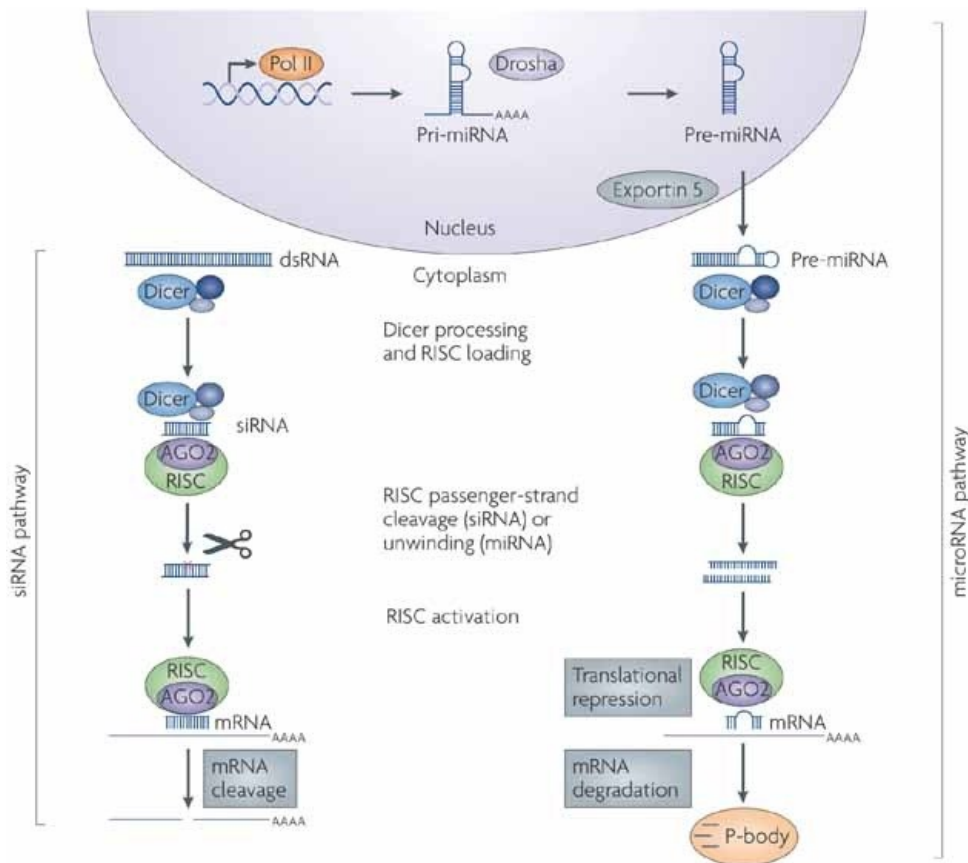 Pol II
Drosha
AAAA
Pri-miRNA
Pre-miRNA
Exportin 5
Nucleus
dsRNA
Cytoplasm
Pre-miRNA
Dicer
Dicer
Dicer processing
and RISC loading
Dicer
Dicer
siRNA
AGO2
RISC
AGO2
RISC
RISC passenger-strand
cleavage (siRNA) or
unwinding (miRNA)
RISC activation
RISC
AGO2
mRNA
AAAA
Translational
repression
RISC
AGO2
mRNA
AAAA
mRNA
cleavage
AAAA
mRNA
degradation
P-body
siRNA pathway
microRNA pathway